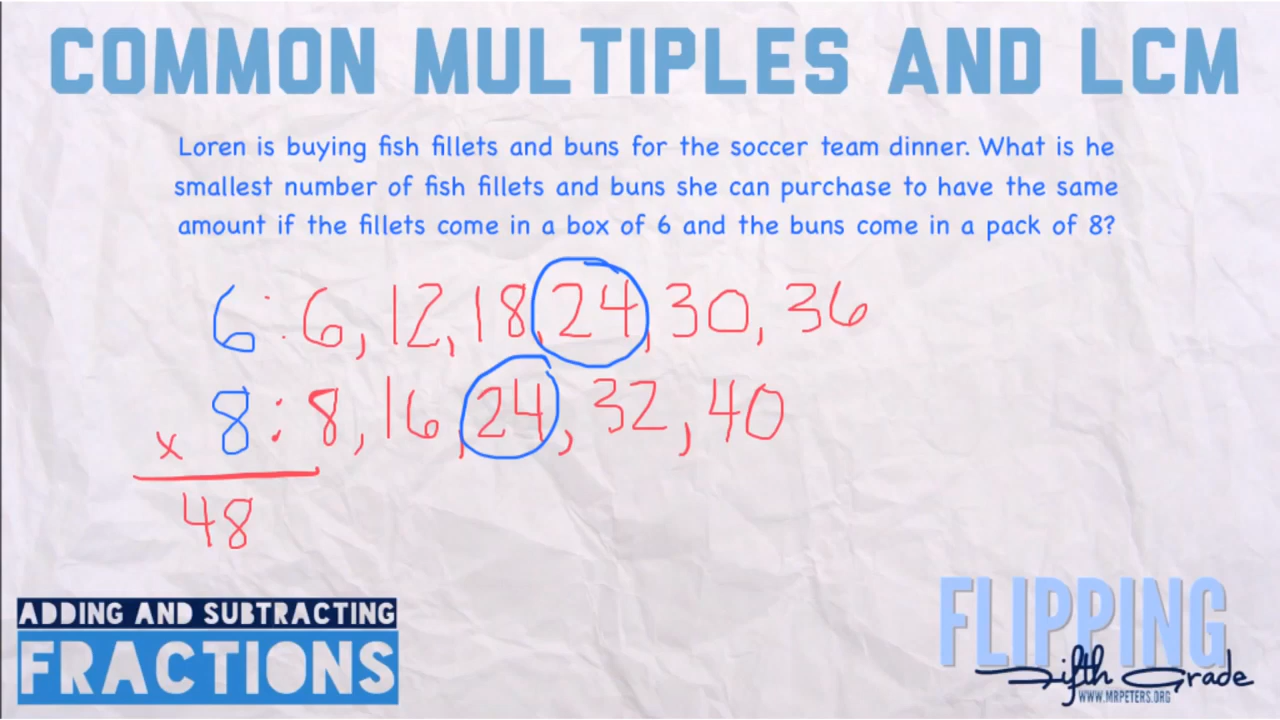 COMMON MULTIPLES AND LCM
Loren is buying fish fillets and buns for the soccer team dinner. What is he
smallest number of fish fillets and buns she can purchase to have the same
amount if the fillets come in a box of 6 and the buns come in a pack of 8?
6: 6, 12, 18, 24, 30, 36
x 8: 8, 16, 24, 32, 40
48
ADDING AND SUBTRACTING
FRACTIONS
FLIPPING
Fifth Grade
WWW.MRPETERS.ORG